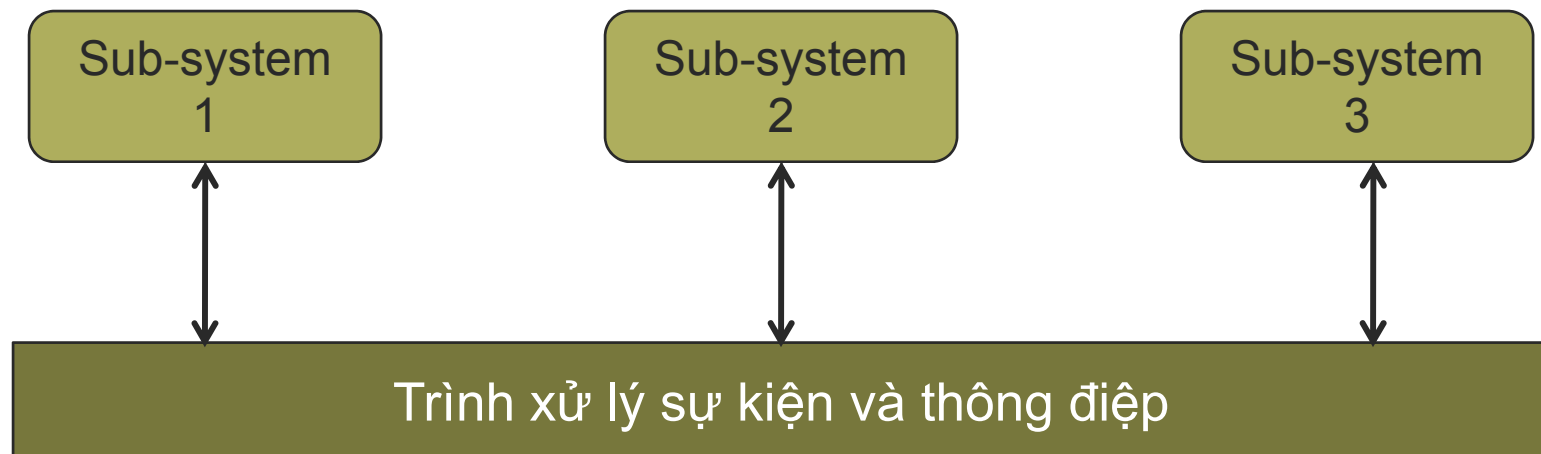 Sub-system
1
Sub-system
2
Sub-system
3
Trình xử lý sự kiện và thông điệp